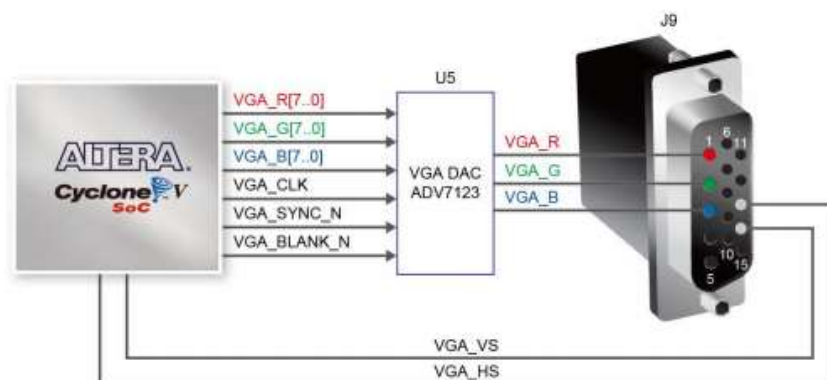 J9
U5
ALTERA.
Cyclone V
SoC
VGA_R[7..0]
VGA_G[7..0]
VGA_B[7..0]
VGA_CLK
VGA_SYNC_N
VGA_BLANK_N
VGA DAC
ADV7123
VGA_R
VGA_G
VGA_B
1
6
11
5
10
15
VGA_VS
VGA_HS